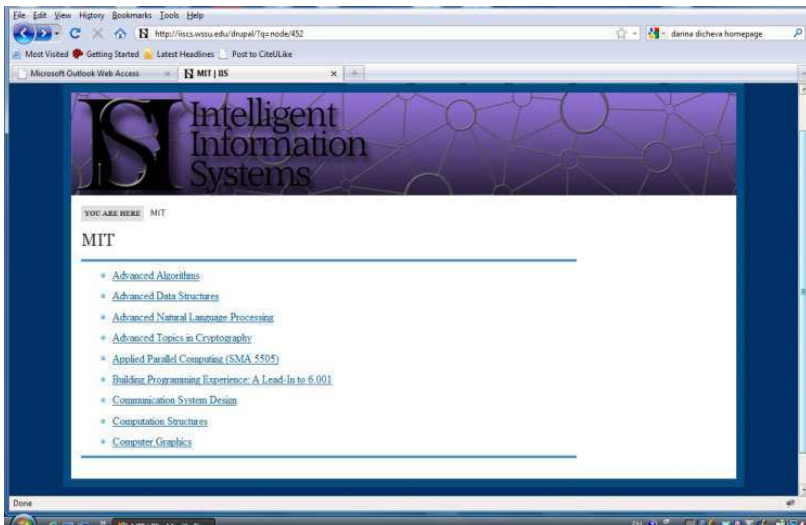 File Edit View History Bookmarks Tools Help
http://iiscs.wssu.edu/drupal/?q=node/452
darina dicheva homepage
Most Visited Getting Started Latest Headlines Post to CiteULike
Microsoft Outlook Web Access
MIT | IIS
Intelligent
Information
Systems
YOU ARE HERE MIT
MIT
Advanced Algorithms
Advanced Data Structures
Advanced Natural Language Processing
Advanced Topics in Cryptography
Applied Parallel Computing (SMA 5505)
Building Programming Experience: A Lead-In to 6.001
Communication System Design
Computation Structures
Computer Graphics
Done